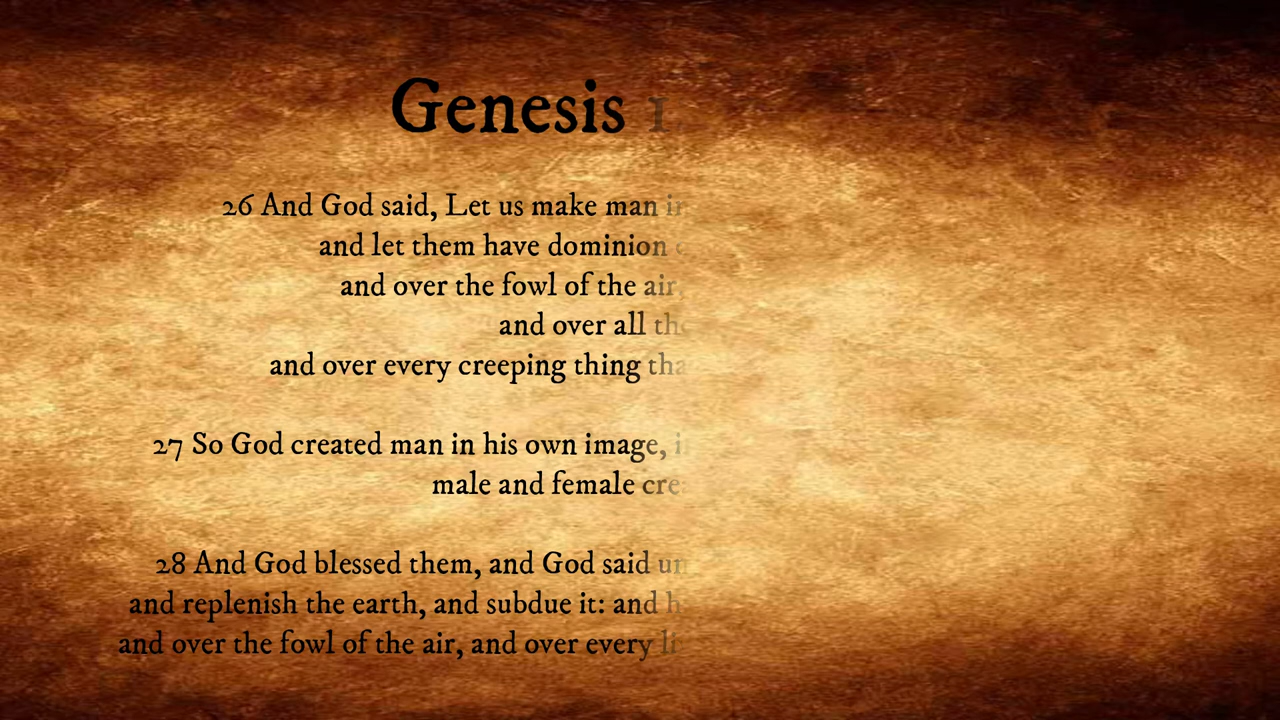 Genesis 1
26 And God said, Let us make man
and let them have dominion
and over the fowl of the air
and over all
and over every creeping thing
27 So God created man in his own image,
male and female
28 And God blessed them, and God said
and replenish the earth, and subdue it: and
and over the fowl of the air, and over every